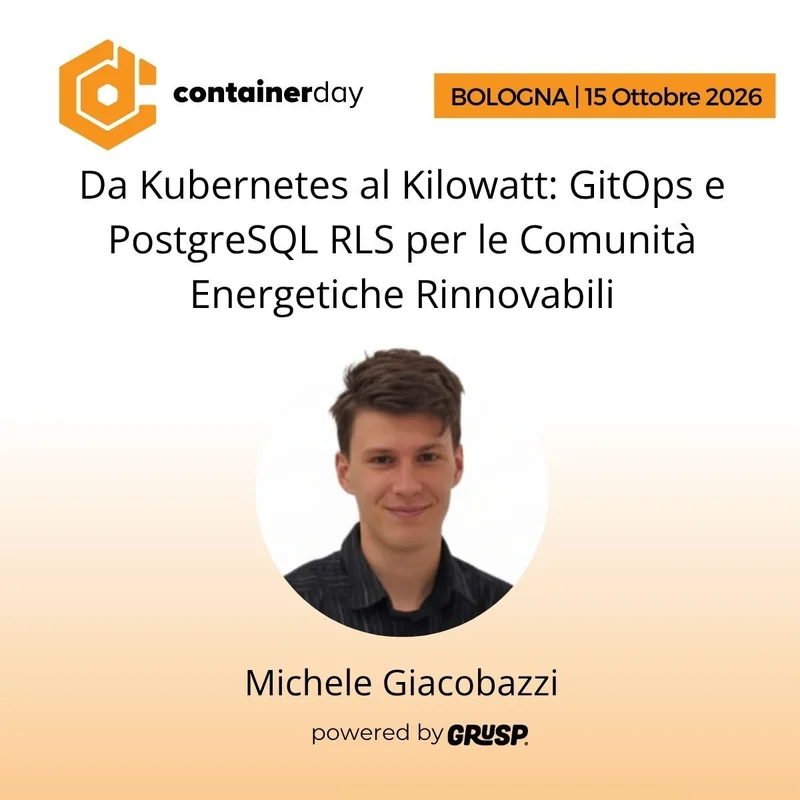 containerday
BOLOGNA | 15 Ottobre 2026
Da Kubernetes al Kilowatt: GitOps e
PostgreSQL RLS per le Comunità
Energetiche Rinnovabili
Michele Giacobazzi
powered by GRUSP.